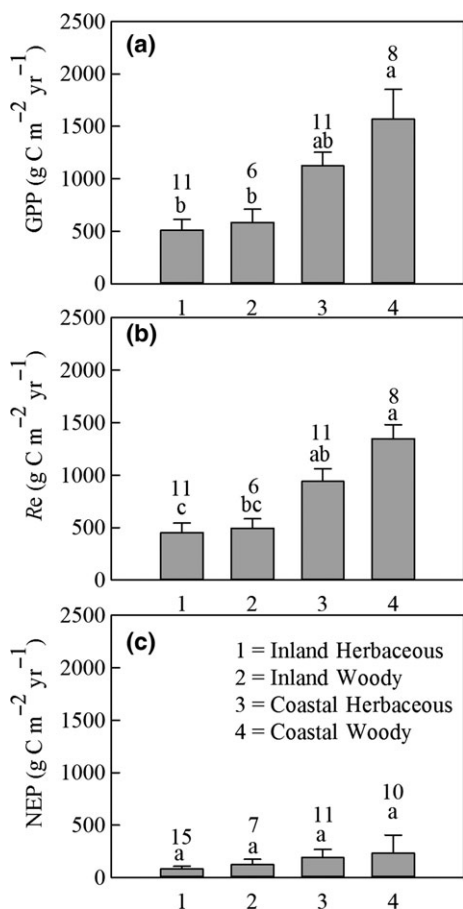 (a)
GPP (g C m−2 yr−1)
2500
2000
1500
1000
500
0
11
b
6
b
11
ab
8
a
1 2 3 4
(b)
Re (g C m−2 yr−1)
2500
2000
1500
1000
500
0
11
c
6
bc
11
ab
8
a
1 2 3 4
(c)
NEP (g C m−2 yr−1)
2500
2000
1500
1000
500
0
1 = Inland Herbaceous
2 = Inland Woody
3 = Coastal Herbaceous
4 = Coastal Woody
15
a
7
a
11
a
10
a
1 2 3 4